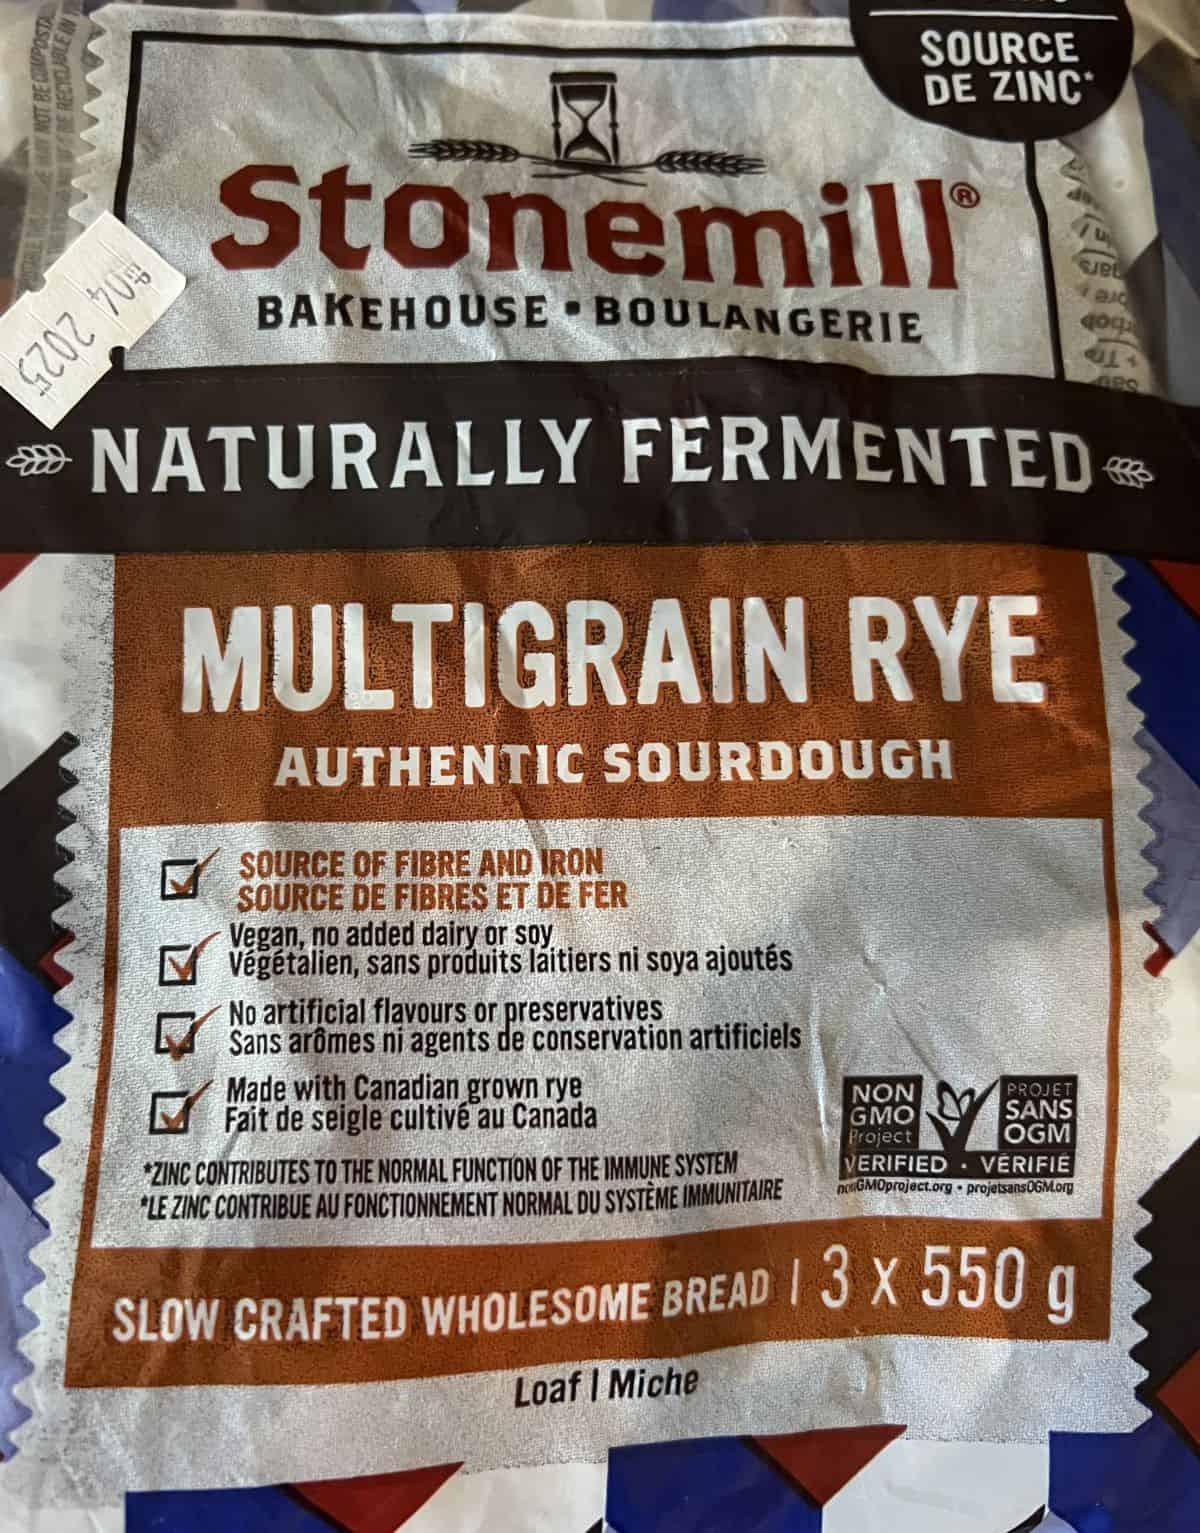 SOURCE
DE ZINC*
Stonemill®
BAKEHOUSE • BOULANGERIE
2025
NATURALLY FERMENTED
MULTIGRAIN RYE
AUTHENTIC SOURDOUGH
SOURCE OF FIBRE AND IRON
SOURCE DE FIBRES ET DE FER
Vegan, no added dairy or soy
Végétalien, sans produits laitiers ni soya ajoutés
No artificial flavours or preservatives
Sans arômes ni agents de conservation artificiels
Made with Canadian grown rye
Fait de seigle cultivé au Canada
NON
GMO
Project
PROJET
SANS
OGM
VERIFIED • VÉRIFIÉ
nonGMOproject.org • projetsansOGM.org
*ZINC CONTRIBUTES TO THE NORMAL FUNCTION OF THE IMMUNE SYSTEM
*LE ZINC CONTRIBUE AU FONCTIONNEMENT NORMAL DU SYSTÈME IMMUNITAIRE
SLOW CRAFTED WHOLESOME BREAD | 3 x 550 g
Loaf | Miche